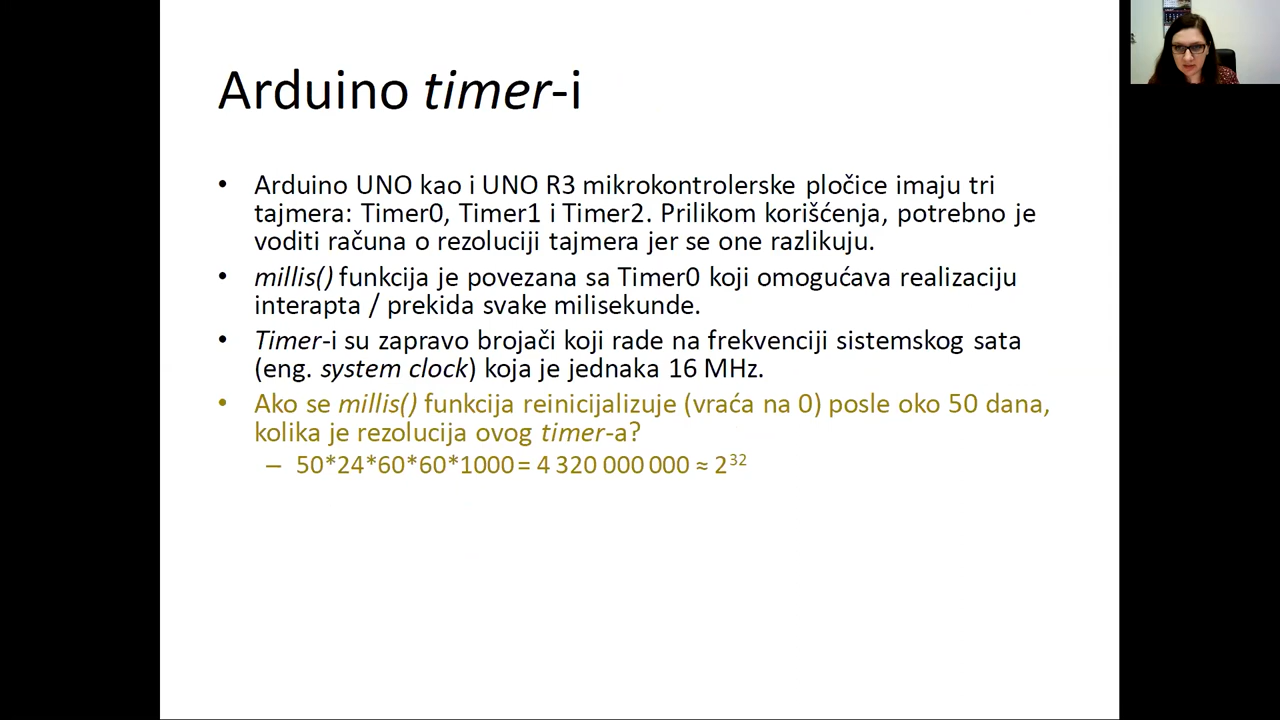 Arduino timer-i
• Arduino UNO kao i UNO R3 mikrokontrolerske pločice imaju tri
tajmera: Timer0, Timer1 i Timer2. Prilikom korišćenja, potrebno je
voditi računa o rezoluciji tajmera jer se one razlikuju.
• millis() funkcija je povezana sa Timer0 koji omogućava realizaciju
interapta / prekida svake milisekunde.
• Timer-i su zapravo brojači koji rade na frekvenciji sistemskog sata
(eng. system clock) koja je jednaka 16 MHz.
• Ako se millis() funkcija reinicijalizuje (vraća na 0) posle oko 50 dana,
kolika je rezolucija ovog timer-a?
– 50*24*60*60*1000 = 4 320 000 000 ≈ 2³²